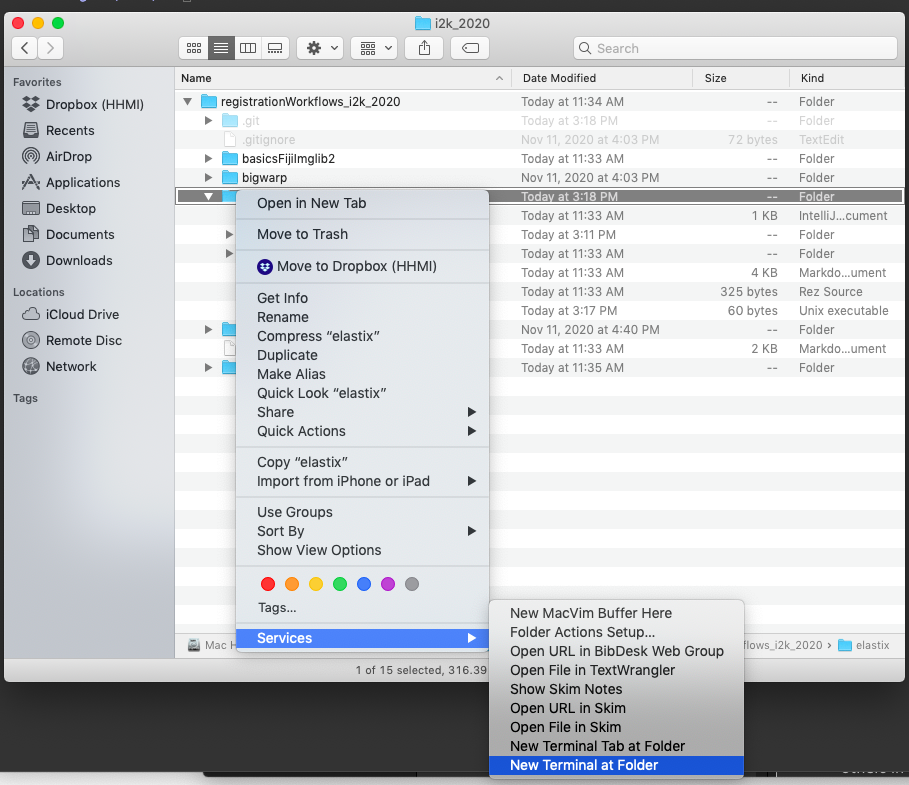 i2k_2020
Search
Favorites
Dropbox (HHMI)
Recents
AirDrop
Applications
Desktop
Documents
Downloads
Locations
iCloud Drive
Remote Disc
Network
Tags
Name Date Modified Size Kind
registrationWorkflows_i2k_2020 Today at 11:34 AM -- Folder
.git Today at 3:18 PM -- Folder
.gitignore Nov 11, 2020 at 4:03 PM 72 bytes TextEdit
basicsFijiImglib2 Today at 11:33 AM -- Folder
bigwarp Nov 11, 2020 at 4:03 PM -- Folder
Today at 3:18 PM -- Folder
Today at 11:33 AM 1 KB IntelliJ...cument
Today at 3:11 PM -- Folder
Today at 11:33 AM -- Folder
Today at 11:33 AM 4 KB Markdo...ument
Today at 11:33 AM 325 bytes Rez Source
Today at 3:17 PM 60 bytes Unix executable
Nov 11, 2020 at 4:40 PM -- Folder
Today at 11:33 AM 2 KB Markdo...ument
Today at 11:35 AM -- Folder
Open in New Tab
Move to Trash
Move to Dropbox (HHMI)
Get Info
Rename
Compress “elastix”
Duplicate
Make Alias
Quick Look “elastix”
Share
Quick Actions
Copy “elastix”
Import from iPhone or iPad
Use Groups
Sort By
Show View Options
Tags...
Services
New MacVim Buffer Here
Folder Actions Setup...
Open URL in BibDesk Web Group
Open File in TextWrangler
Show Skim Notes
Open URL in Skim
Open File in Skim
New Terminal Tab at Folder
New Terminal at Folder
Mac H
flows_i2k_2020 › elastix
1 of 15 selected, 316.39